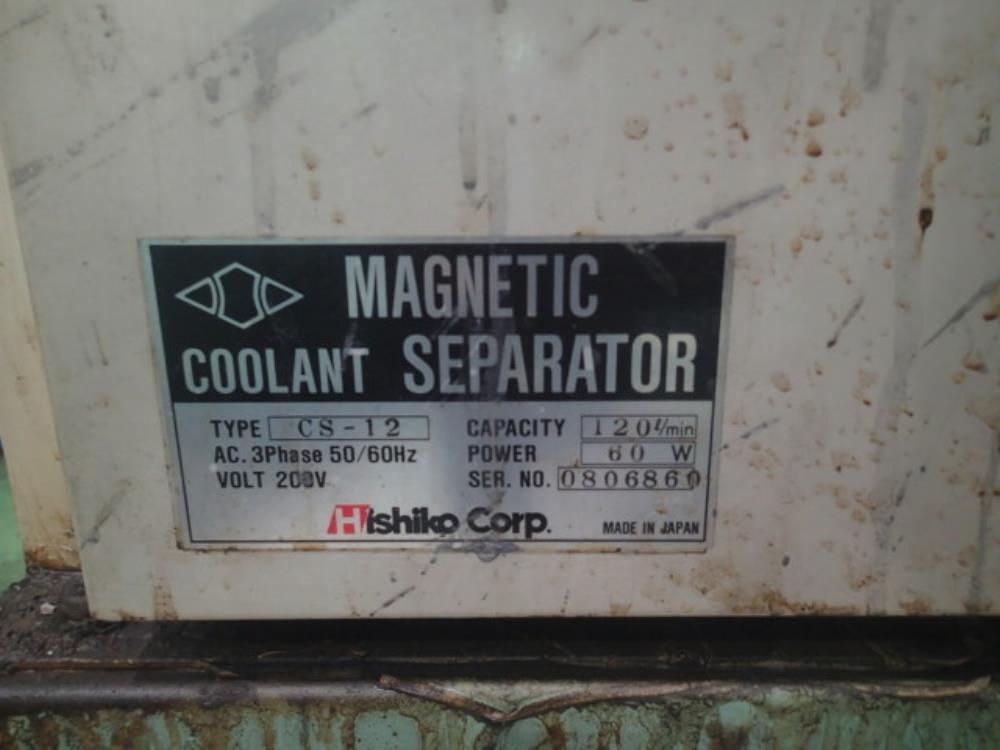 MAGNETIC
COOLANT SEPARATOR
TYPE CS-12 CAPACITY 120ℓ/min
AC. 3Phase 50/60Hz POWER 60 W
VOLT 200V SER. NO. 0806860
Hishiko Corp. MADE IN JAPAN